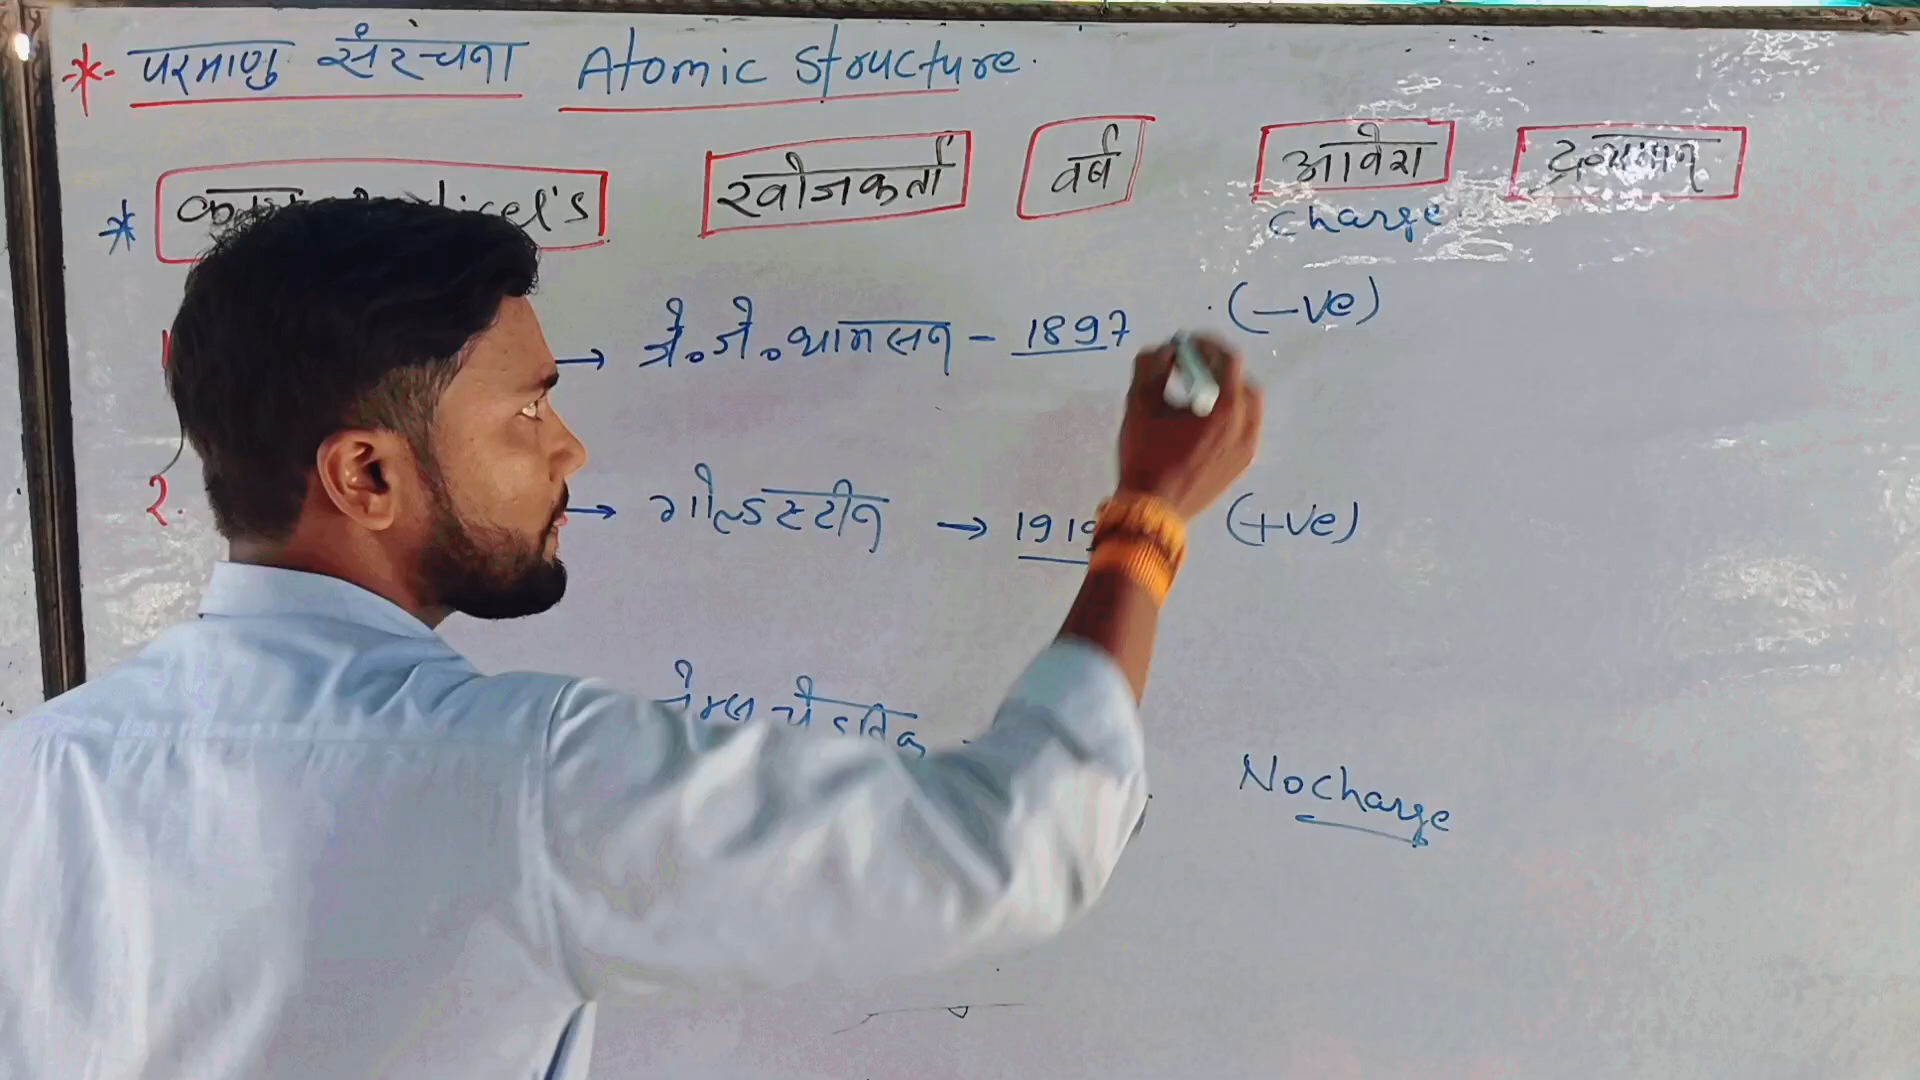 * परमाणु संरचना Atomic Structure.
* खोजकर्ता वर्ष आवेश द्रव्यमान
charge
→ जे॰ जे॰ थामसन - 1897 (-ve)
२. → गोल्डस्टीन → 1919 (+ve)
जेम्स चैडविक
No charge